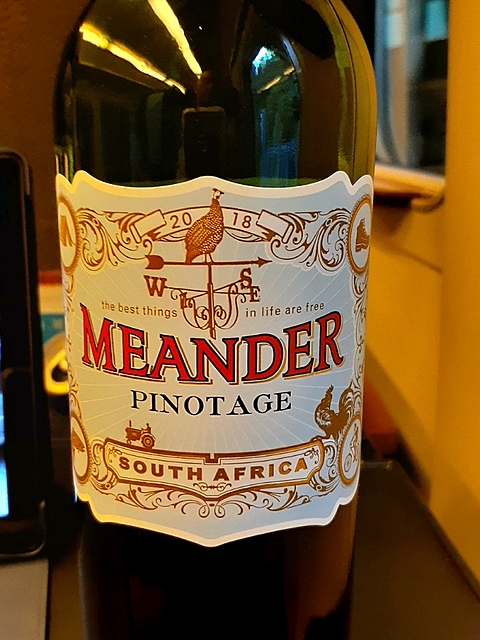 20 18
W S E
the best things in life are free
MEANDER
PINOTAGE
SOUTH AFRICA